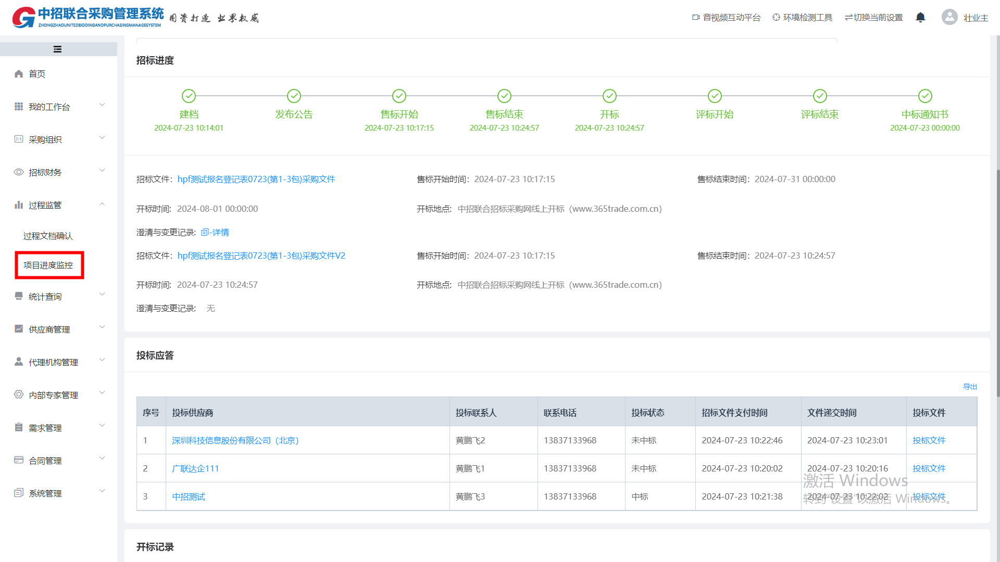 中招联合采购管理系统
ZHONGZHAOUNITEDBIDDINGANDPURCHASINGMANAGESYSTEM
国资打造 业界权威
音视频互动平台
环境检测工具
切换当前设置
壮业主
首页
我的工作台
采购组织
招标财务
过程监管
过程文档确认
项目进度监控
统计查询
供应商管理
代理机构管理
内部专家管理
需求管理
合同管理
系统管理
招标进度
建档 发布公告 售标开始 售标结束 开标 评标开始 评标结束 中标通知书
2024-07-23 10:14:01 2024-07-23 10:17:15 2024-07-23 10:24:57 2024-07-23 10:24:57 2024-07-23 00:00:00
招标文件: hpf测试报名登记表0723(第1-3包)采购文件 售标开始时间: 2024-07-23 10:17:15 售标结束时间: 2024-07-31 00:00:00
开标时间: 2024-08-01 00:00:00 开标地点: 中招联合招标采购网线上开标（www.365trade.com.cn）
澄清与变更记录: -详情
招标文件: hpf测试报名登记表0723(第1-3包)采购文件V2 售标开始时间: 2024-07-23 10:17:15 售标结束时间: 2024-07-23 10:24:57
开标时间: 2024-07-23 10:24:57 开标地点: 中招联合招标采购网线上开标（www.365trade.com.cn）
澄清与变更记录: 无
投标应答
导出
序号 投标供应商 投标联系人 联系电话 投标状态 招标文件支付时间 文件递交时间 投标文件
1 深圳科技信息股份有限公司（北京） 黄鹏飞2 13837133968 未中标 2024-07-23 10:22:46 2024-07-23 10:23:01 投标文件
2 广联达企111 黄鹏飞1 13837133968 未中标 2024-07-23 10:20:02 2024-07-23 10:20:16 投标文件
3 中招测试 黄鹏飞3 13837133968 中标 2024-07-23 10:21:38 2024-07-23 10:22:02 投标文件
激活 Windows
转到“设置”以激活 Windows。
开标记录